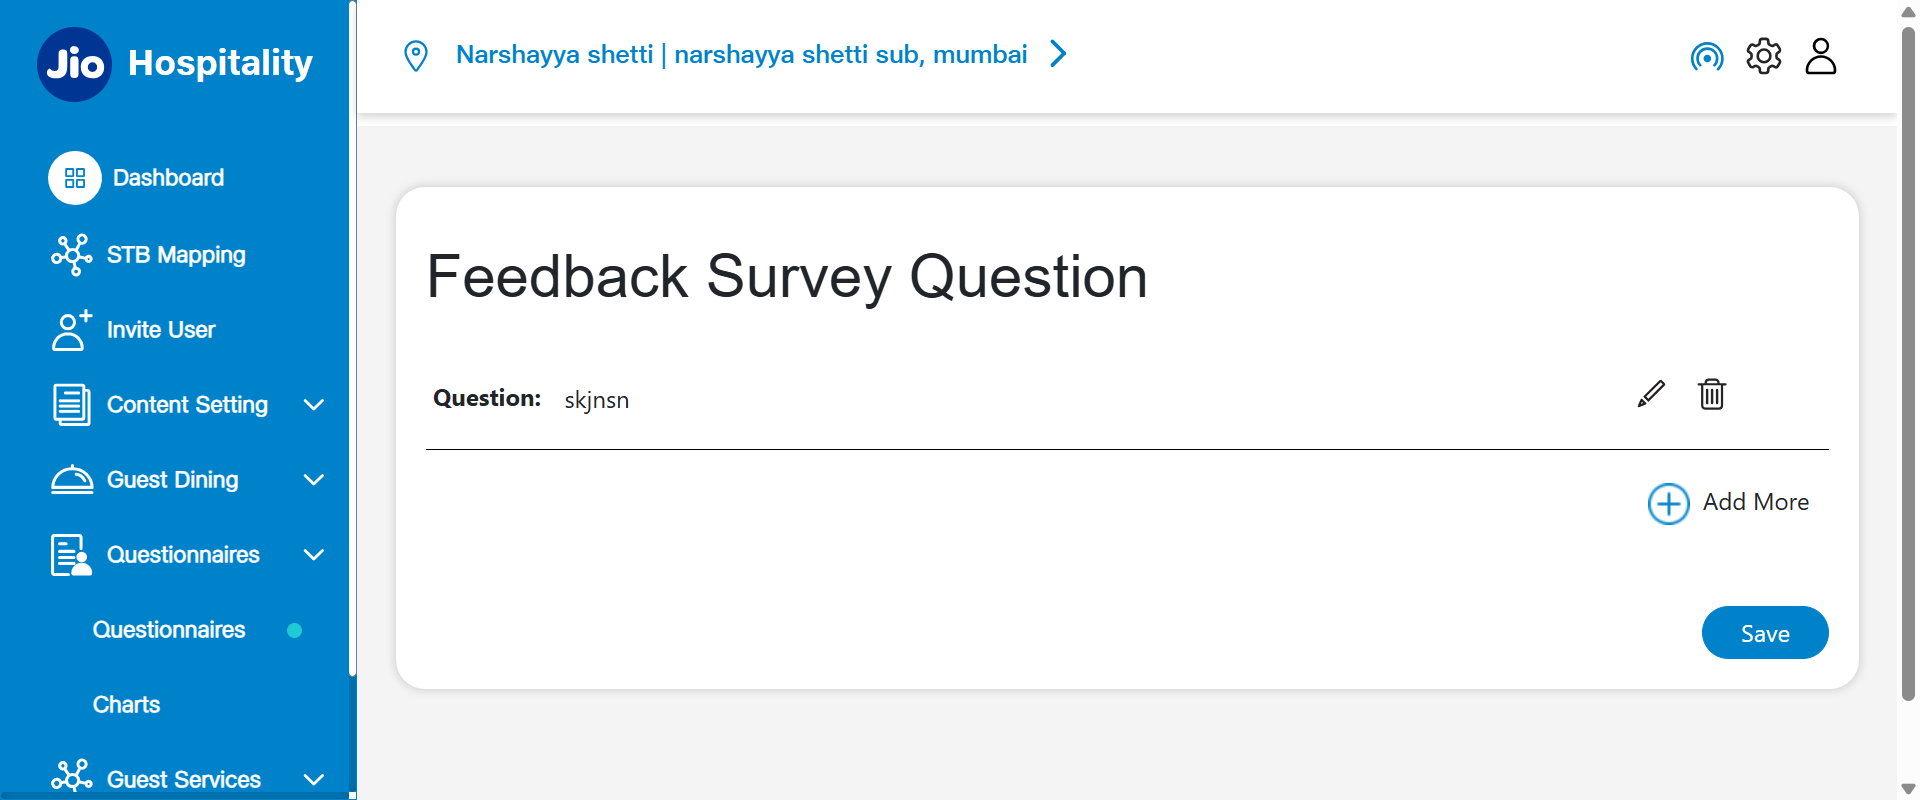 Jio Hospitality
Narshayya shetti | narshayya shetti sub, mumbai
Dashboard
STB Mapping
Invite User
Content Setting
Guest Dining
Questionnaires
Questionnaires
Charts
Guest Services
Feedback Survey Question
Question: skjnsn
Add More
Save